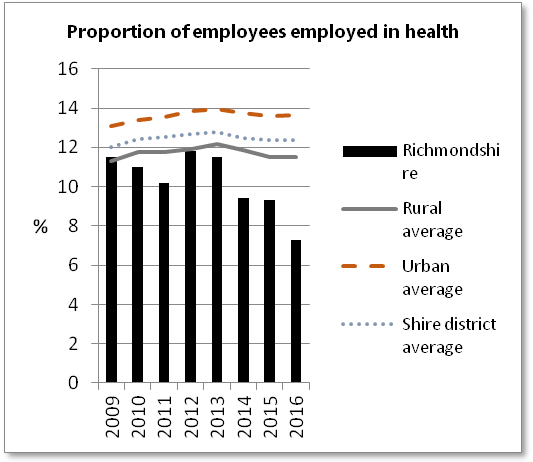 Proportion of employees employed in health
16
14
12
10
8
6
4
2
0
%
2009
2010
2011
2012
2013
2014
2015
2016
Richmondshi
re
Rural
average
Urban
average
Shire district
average